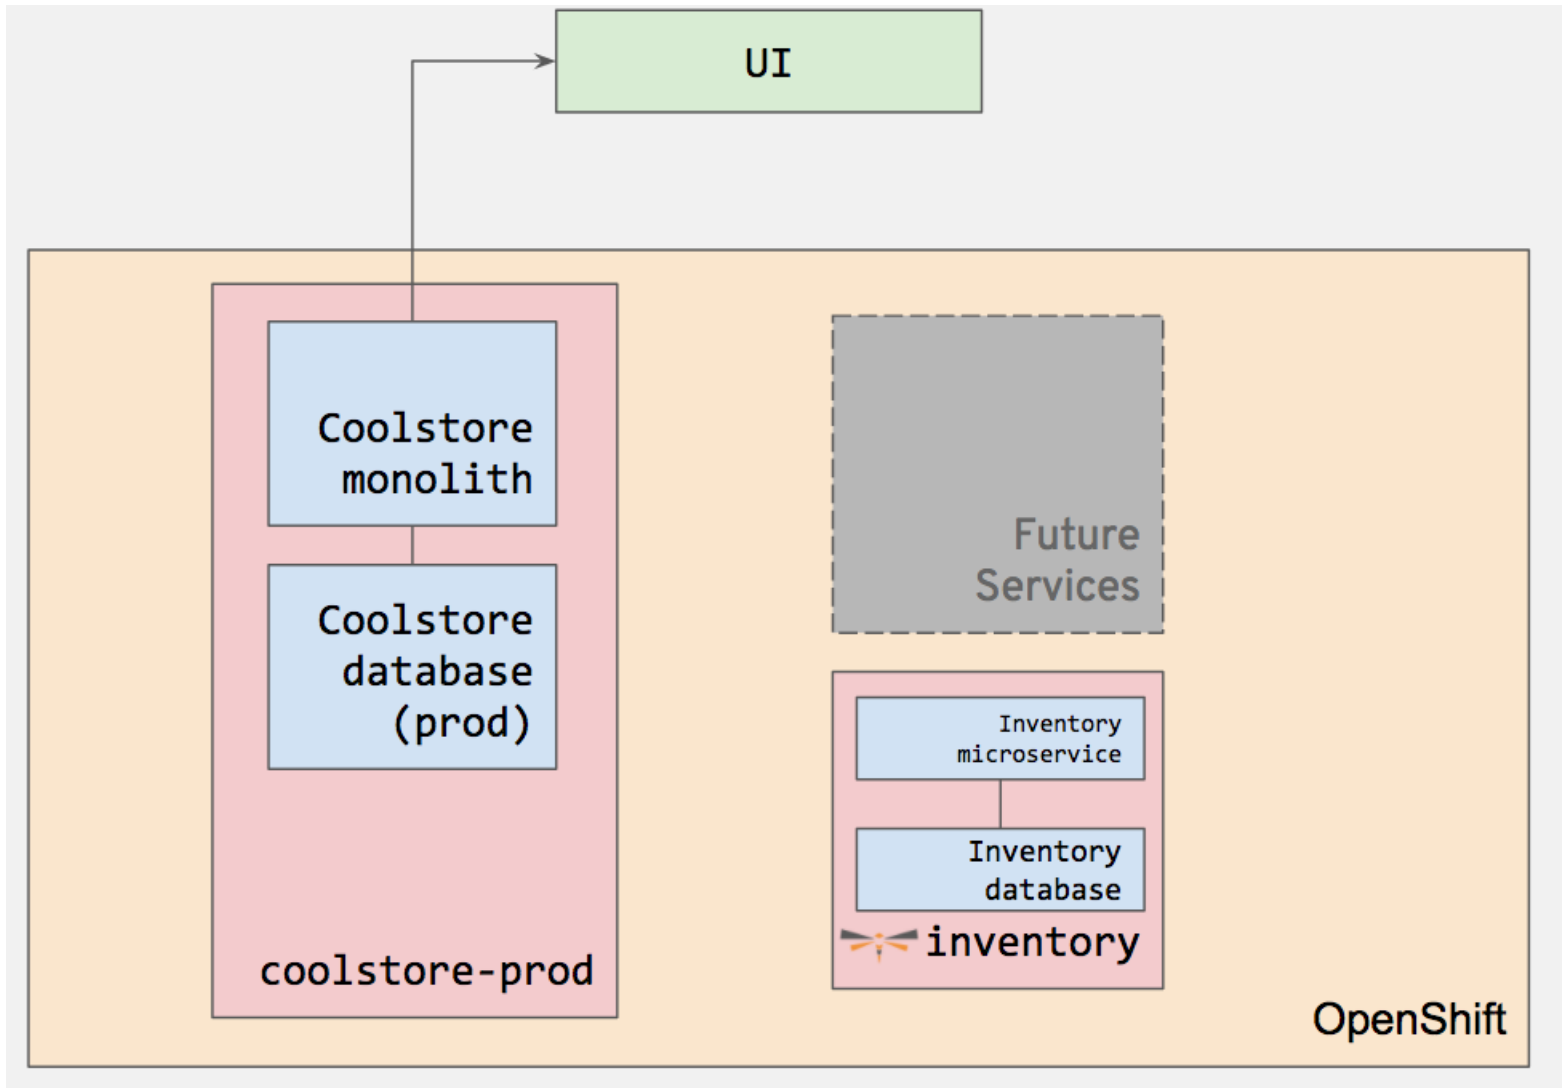 UI
Coolstore
monolith
Coolstore
database
(prod)
coolstore-prod
Future
Services
Inventory
microservice
Inventory
database
inventory
OpenShift